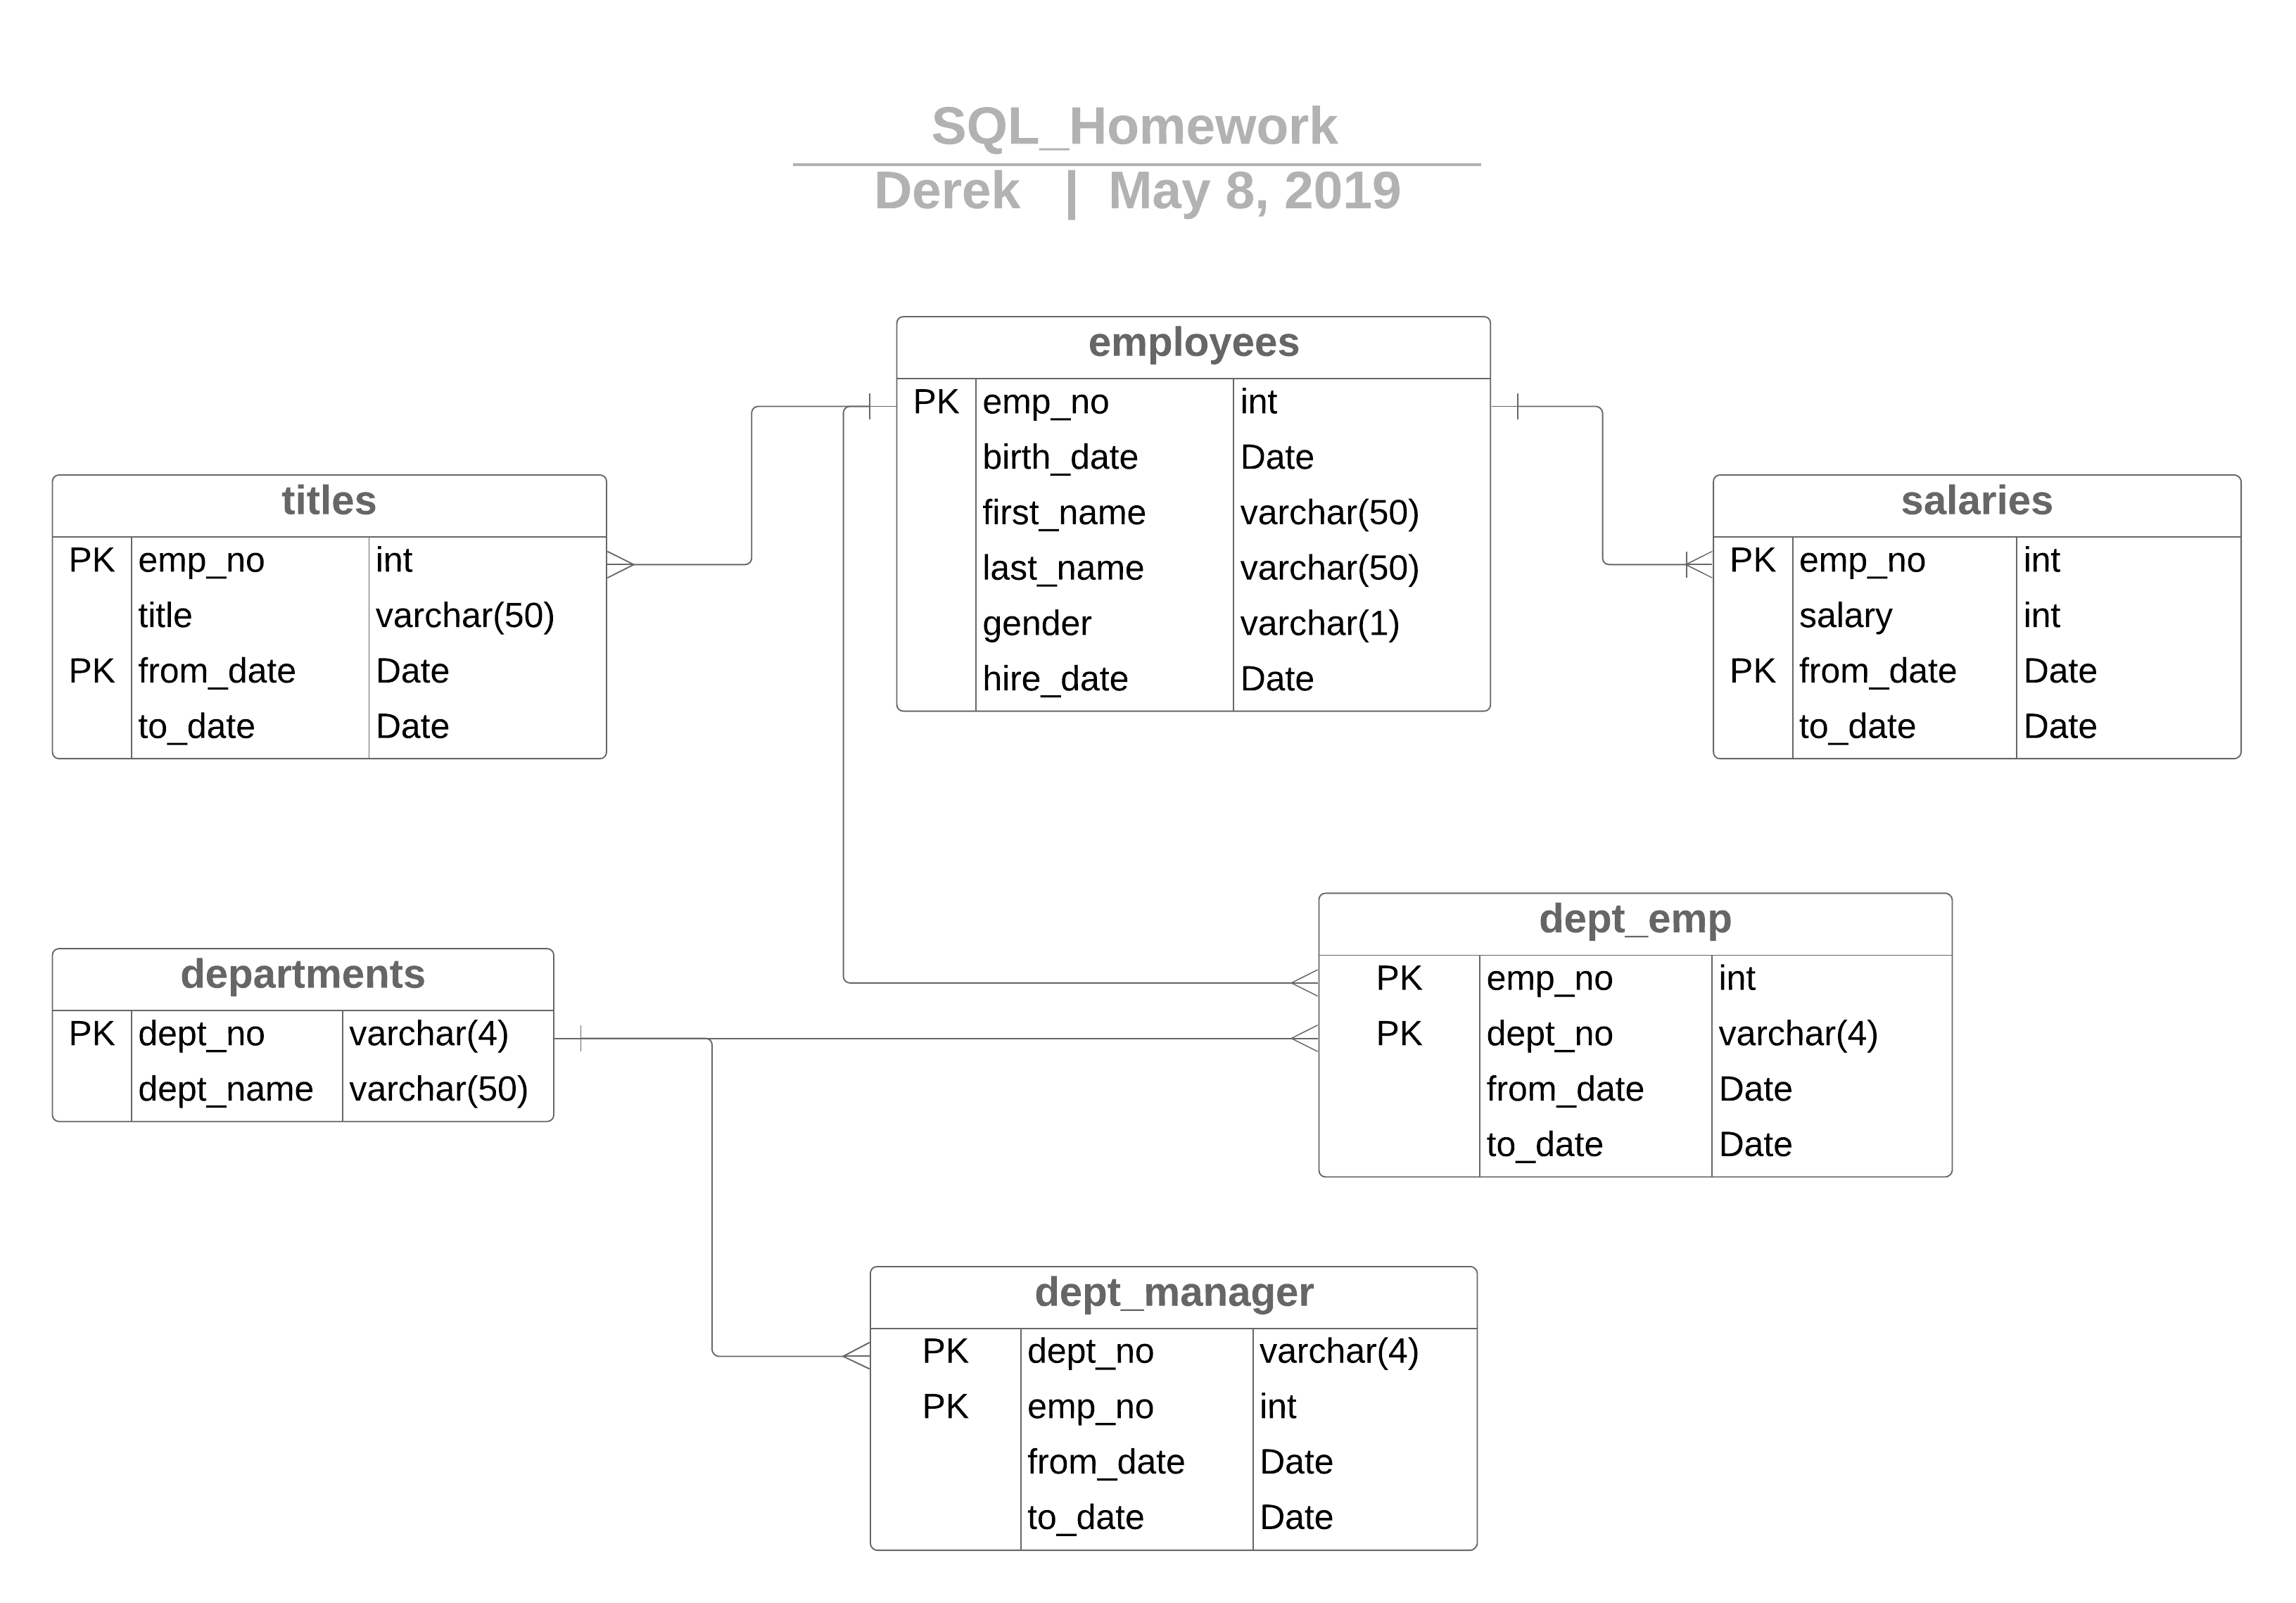 SQL_Homework
Derek | May 8, 2019
employees
PK emp_no int
birth_date Date
first_name varchar(50)
last_name varchar(50)
gender varchar(1)
hire_date Date
titles
PK emp_no int
title varchar(50)
PK from_date Date
to_date Date
salaries
PK emp_no int
salary int
PK from_date Date
to_date Date
departments
PK dept_no varchar(4)
dept_name varchar(50)
dept_emp
PK emp_no int
PK dept_no varchar(4)
from_date Date
to_date Date
dept_manager
PK dept_no varchar(4)
PK emp_no int
from_date Date
to_date Date